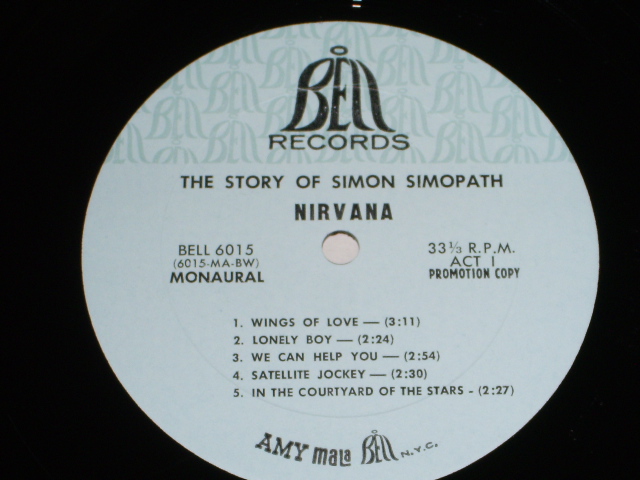 Bell
RECORDS
THE STORY OF SIMON SIMOPATH
NIRVANA
BELL 6015
(6015-MA-BW)
MONAURAL
33⅓ R.P.M.
ACT I
PROMOTION COPY
1. WINGS OF LOVE — (3:11)
2. LONELY BOY — (2:24)
3. WE CAN HELP YOU — (2:54)
4. SATELLITE JOCKEY — (2:30)
5. IN THE COURTYARD OF THE STARS - (2:27)
AMY mala Bell N.Y.C.